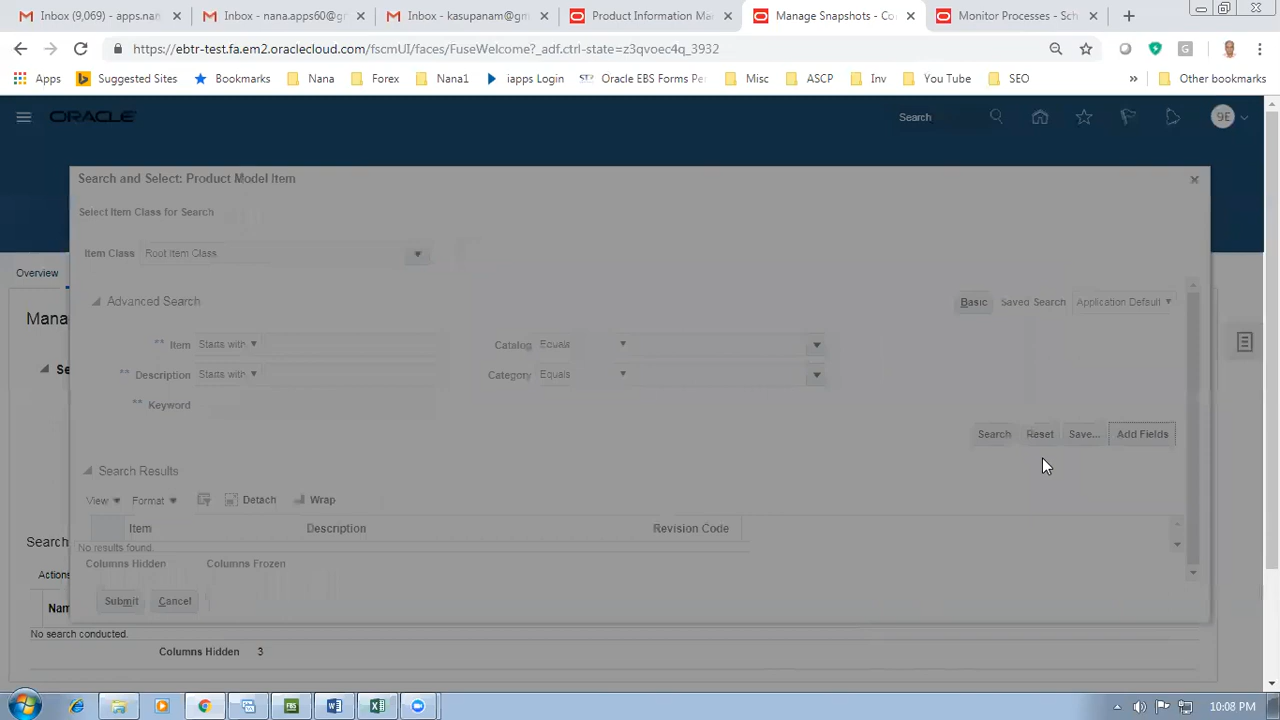 Inbox (9,069) - apps.nan
Inbox - nana.apps60@gr
Inbox - kasupanam@gm
Product Information Ma
Manage Snapshots - Co
Monitor Processes - Sch
https://ebtr-test.fa.em2.oraclecloud.com/fscmUI/faces/FuseWelcome?_adf.ctrl-state=z3qvoec4q_3932
Apps
Suggested Sites
Bookmarks
Nana
Forex
Nana1
iapps Login
Oracle EBS Forms Per
Misc
ASCP
Inv
You Tube
SEO
»
Other bookmarks
ORACLE
Search
9E
Search and Select: Product Model Item
Select Item Class for Search
Item Class Root Item Class
Overview
Mana
Advanced Search
Basic Saved Search Application Default
** Item Starts with
Catalog Equals
Se
** Description Starts with
Category Equals
** Keyword
Search Reset Save... Add Fields
Search Results
View Format Detach Wrap
Item Description Revision Code
Search
No results found.
Columns Hidden Columns Frozen
Actions
Submit Cancel
Nam
No search conducted.
Columns Hidden 3
10:08 PM